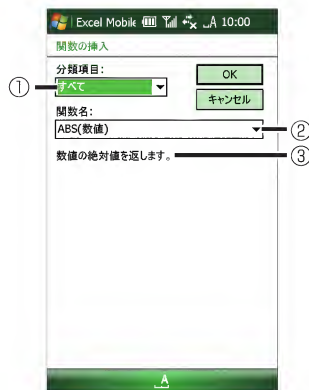 Excel Mobile A 10:00
関数の挿入
分類項目:
OK
① すべて
キャンセル
関数名:
ABS(数値) ②
数値の絶対値を返します。 ③
A